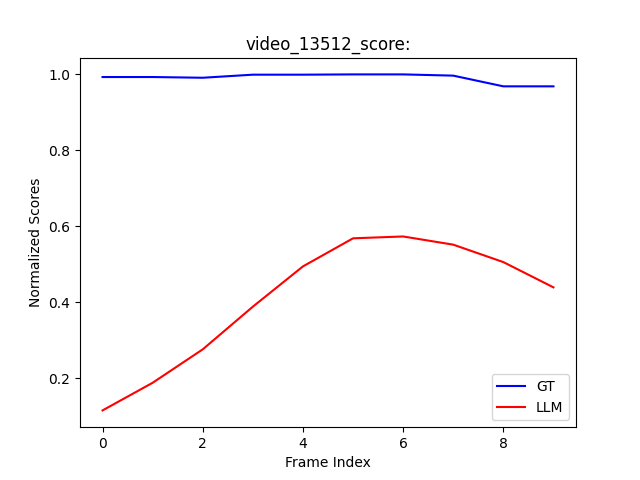 video_13512_score:
Normalized Scores
1.0
0.8
0.6
0.4
0.2
0 2 4 6 8
Frame Index
GT
LLM